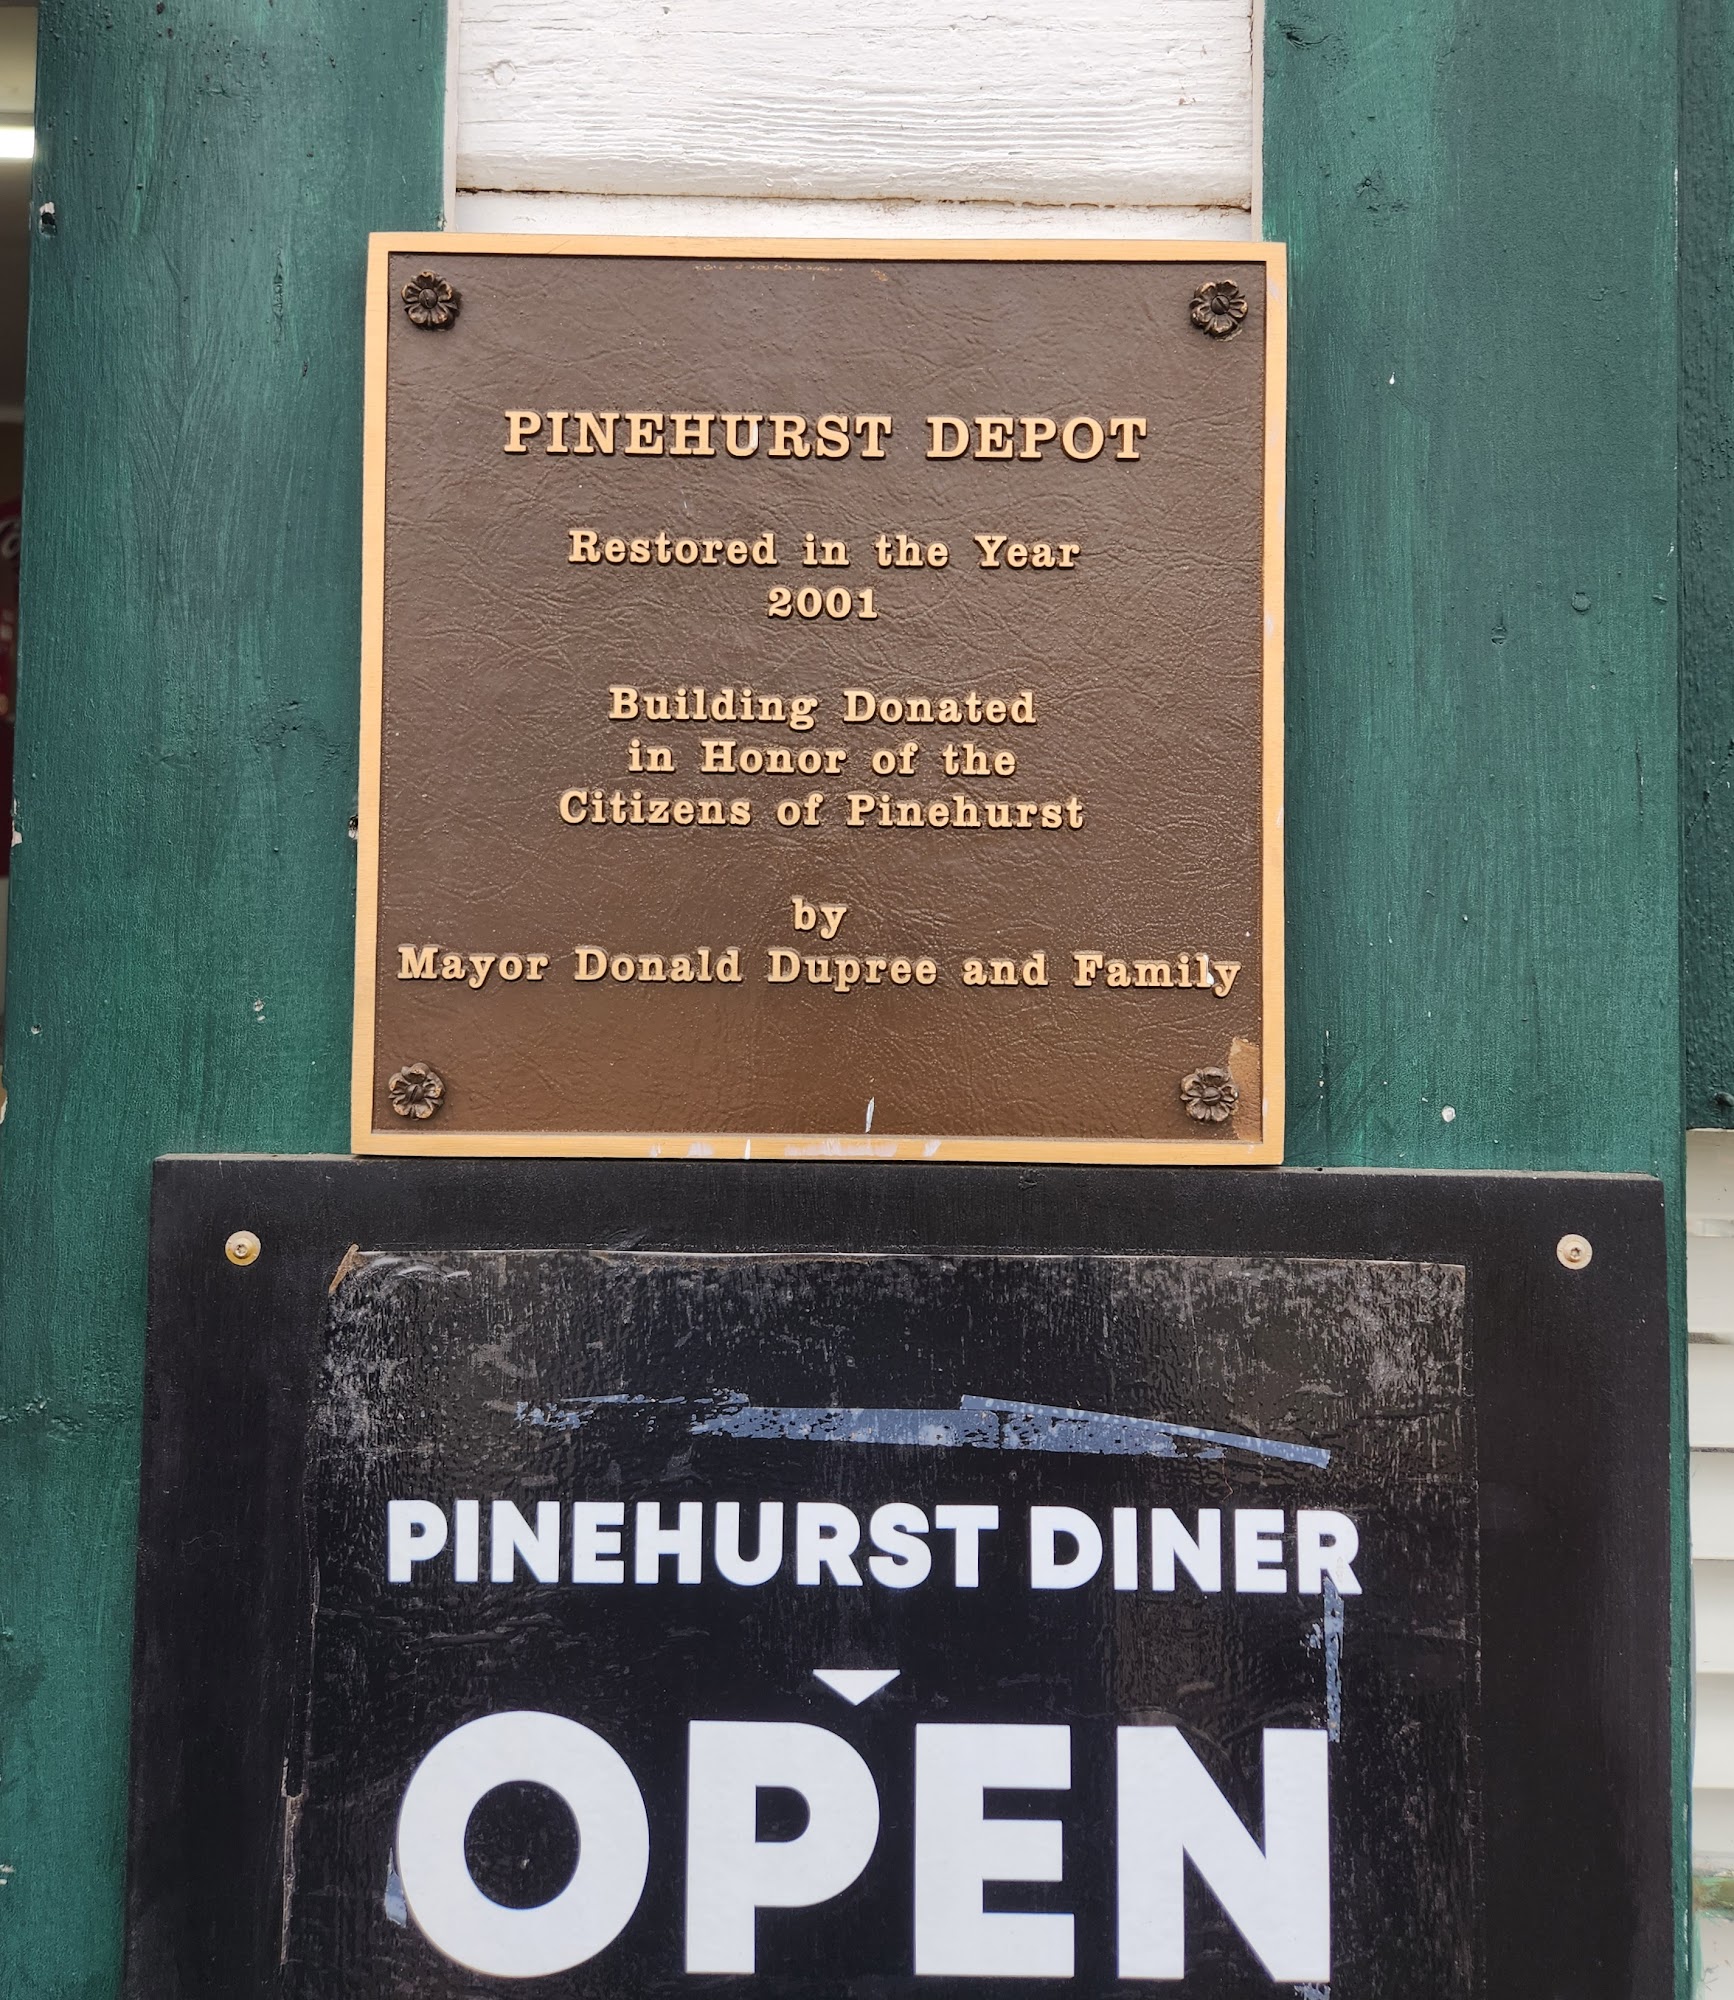 PINEHURST DEPOT
Restored in the Year
2001
Building Donated
in Honor of the
Citizens of Pinehurst
by
Mayor Donald Dupree and Family
PINEHURST DINER
OPEN